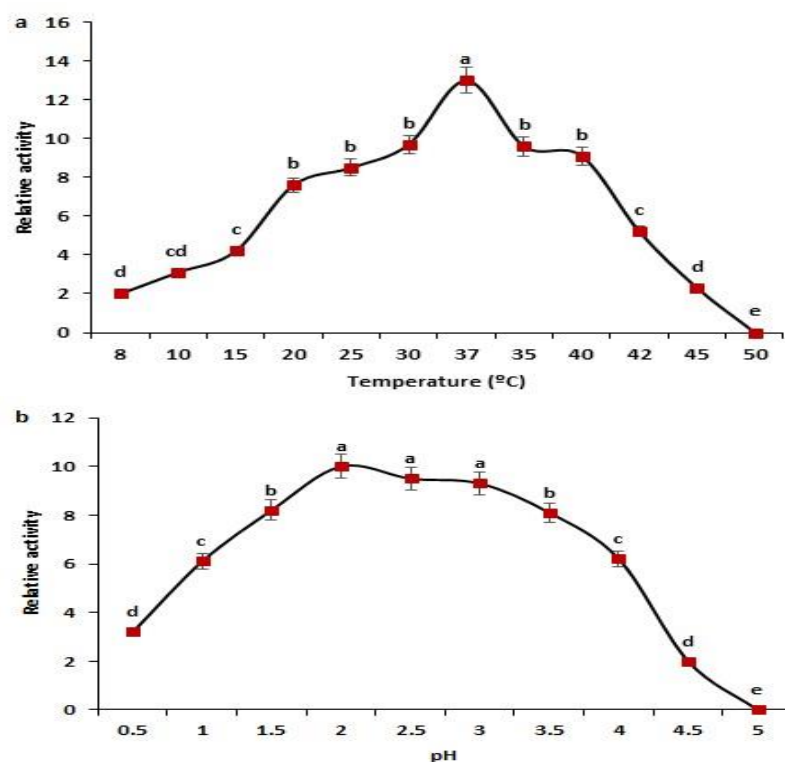 a
16
14
12
10
8
6
4
2
0
Relative activity
d cd c b b b a b b c d e
8 10 15 20 25 30 37 35 40 42 45 50
Temperature (ºC)
b
12
10
8
6
4
2
0
Relative activity
d c b a a a b c d e
0.5 1 1.5 2 2.5 3 3.5 4 4.5 5
pH